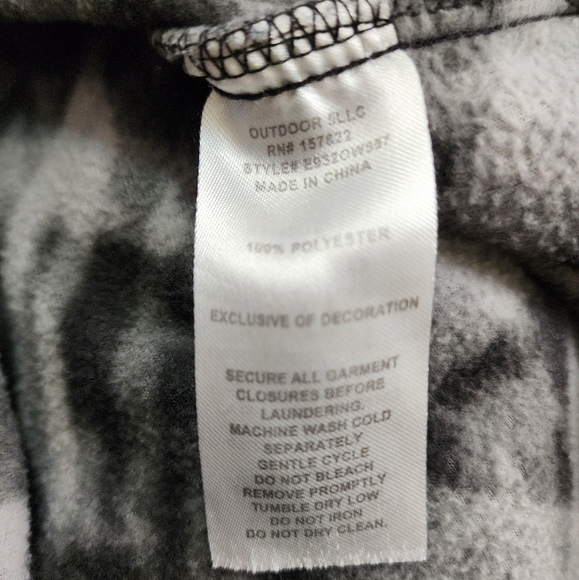 OUTDOOR 5LLC
RN# 157622
STYLE# E932OW557
MADE IN CHINA
100% POLYESTER
EXCLUSIVE OF DECORATION
SECURE ALL GARMENT
CLOSURES BEFORE
LAUNDERING.
MACHINE WASH COLD
SEPARATELY
GENTLE CYCLE
DO NOT BLEACH
REMOVE PROMPTLY
TUMBLE DRY LOW
DO NOT IRON
DO NOT DRY CLEAN.